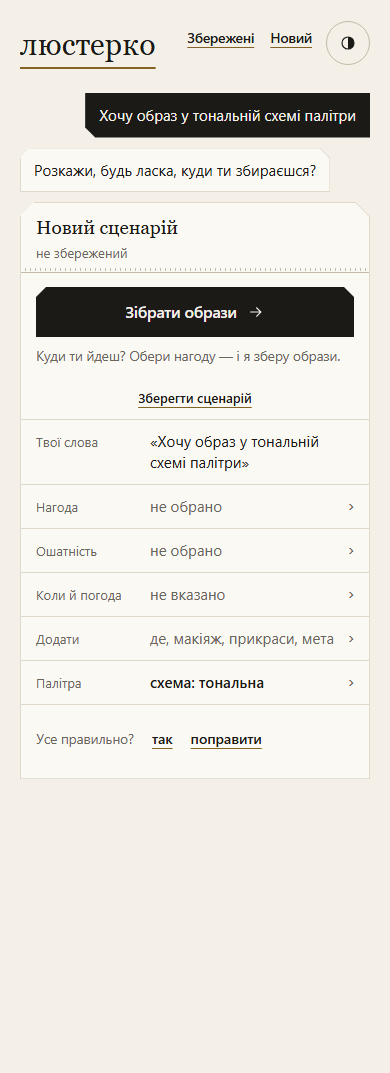 люстерко
Збережені
Новий
Хочу образ у тональній схемі палітри
Розкажи, будь ласка, куди ти збираєшся?
Новий сценарій
не збережений
Зібрати образи →
Куди ти йдеш? Обери нагоду — і я зберу образи.
Зберегти сценарій
Твої слова
«Хочу образ у тональній
схемі палітри»
Нагода
не обрано
Ошатність
не обрано
Коли й погода
не вказано
Додати
де, макіяж, прикраси, мета
Палітра
схема: тональна
Усе правильно?
так
поправити